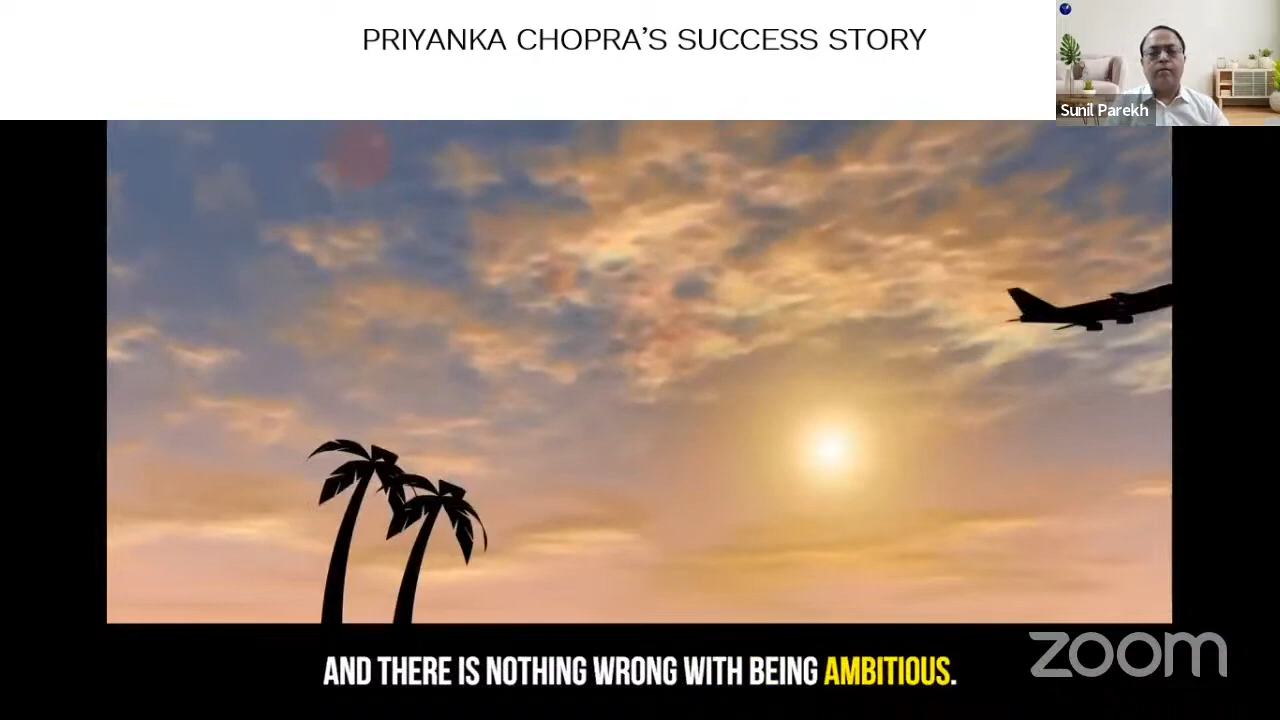 PRIYANKA CHOPRA’S SUCCESS STORY
Sunil Parekh
AND THERE IS NOTHING WRONG WITH BEING AMBITIOUS.
zoom